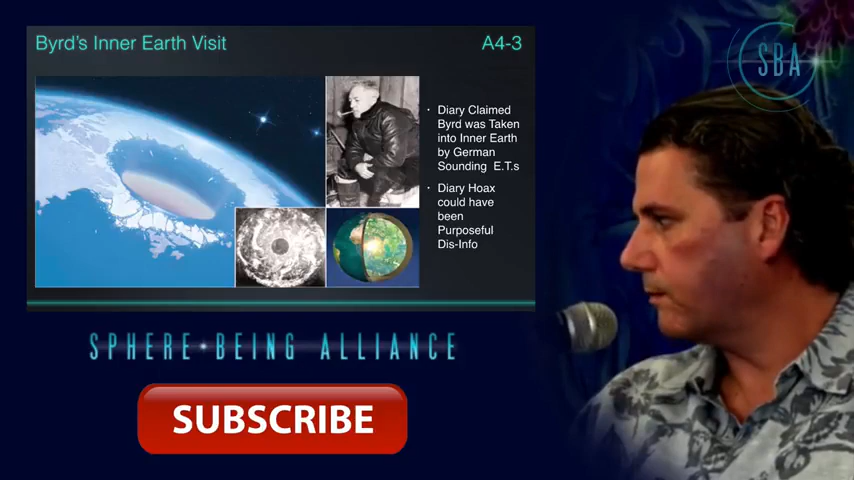 Byrd's Inner Earth Visit
A4-3
SBA
· Diary Claimed
Byrd was Taken
into Inner Earth
by German
Sounding E.T.s
· Diary Hoax
could have
been
Purposeful
Dis-Info
SPHERE BEING ALLIANCE
SUBSCRIBE